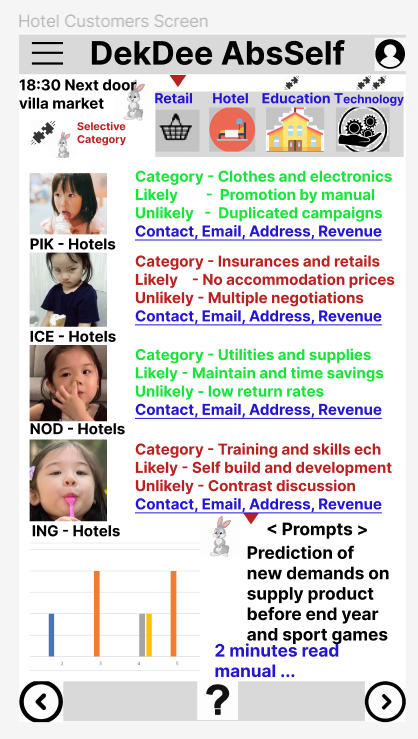 Hotel Customers Screen
DekDee AbsSelf
18:30 Next door
villa market
Selective
Category
Retail
Hotel
Education
Technology
Category - Clothes and electronics
Likely - Promotion by manual
Unlikely - Duplicated campaigns
Contact, Email, Address, Revenue
PIK - Hotels
Category - Insurances and retails
Likely - No accommodation prices
Unlikely - Multiple negotiations
Contact, Email, Address, Revenue
ICE - Hotels
Category - Utilities and supplies
Likely - Maintain and time savings
Unlikely - low return rates
Contact, Email, Address, Revenue
NOD - Hotels
Category - Training and skills ech
Likely - Self build and development
Unlikely - Contrast discussion
Contact, Email, Address, Revenue
ING - Hotels
< Prompts >
Prediction of
new demands on
supply product
before end year
and sport games
2 minutes read
manual ...
2 3 4 5
?